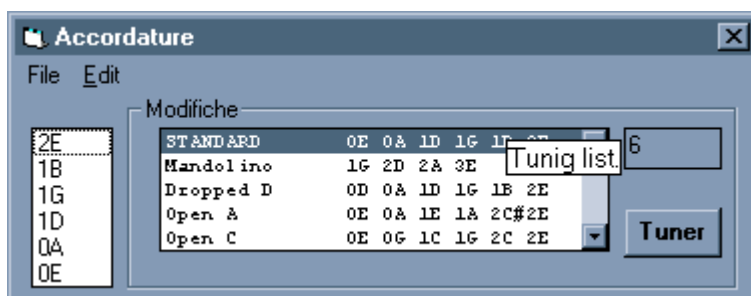 Accordature
File Edit
Modifiche
2E
1B
1G
1D
0A
0E
STANDARD 0E 0A 1D 1G
Mandolino 1G 2D 2A 3E
Dropped D 0D 0A 1D 1G 1B 2E
Open A 0E 0A 1E 1A 2C#2E
Open C 0E 0G 1C 1G 2C 2E
Tunig list.
6
Tuner